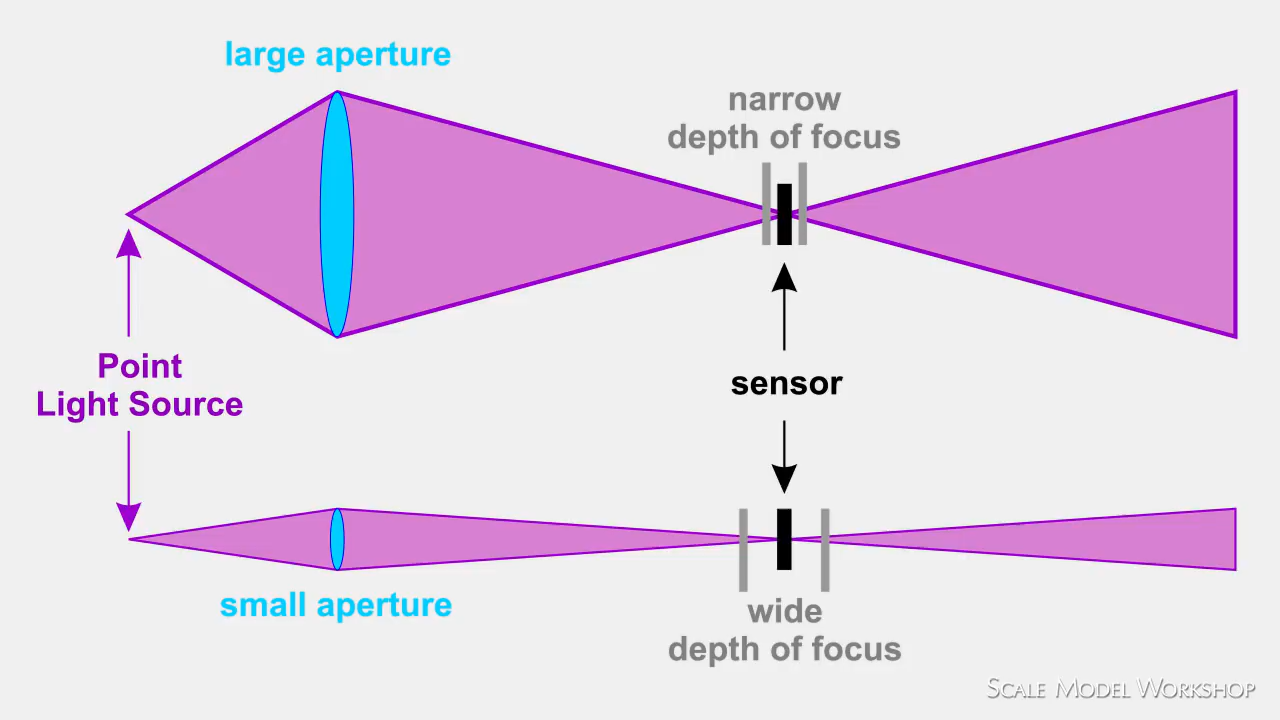 large aperture
narrow
depth of focus
Point
Light Source
sensor
small aperture
wide
depth of focus
Scale Model Workshop